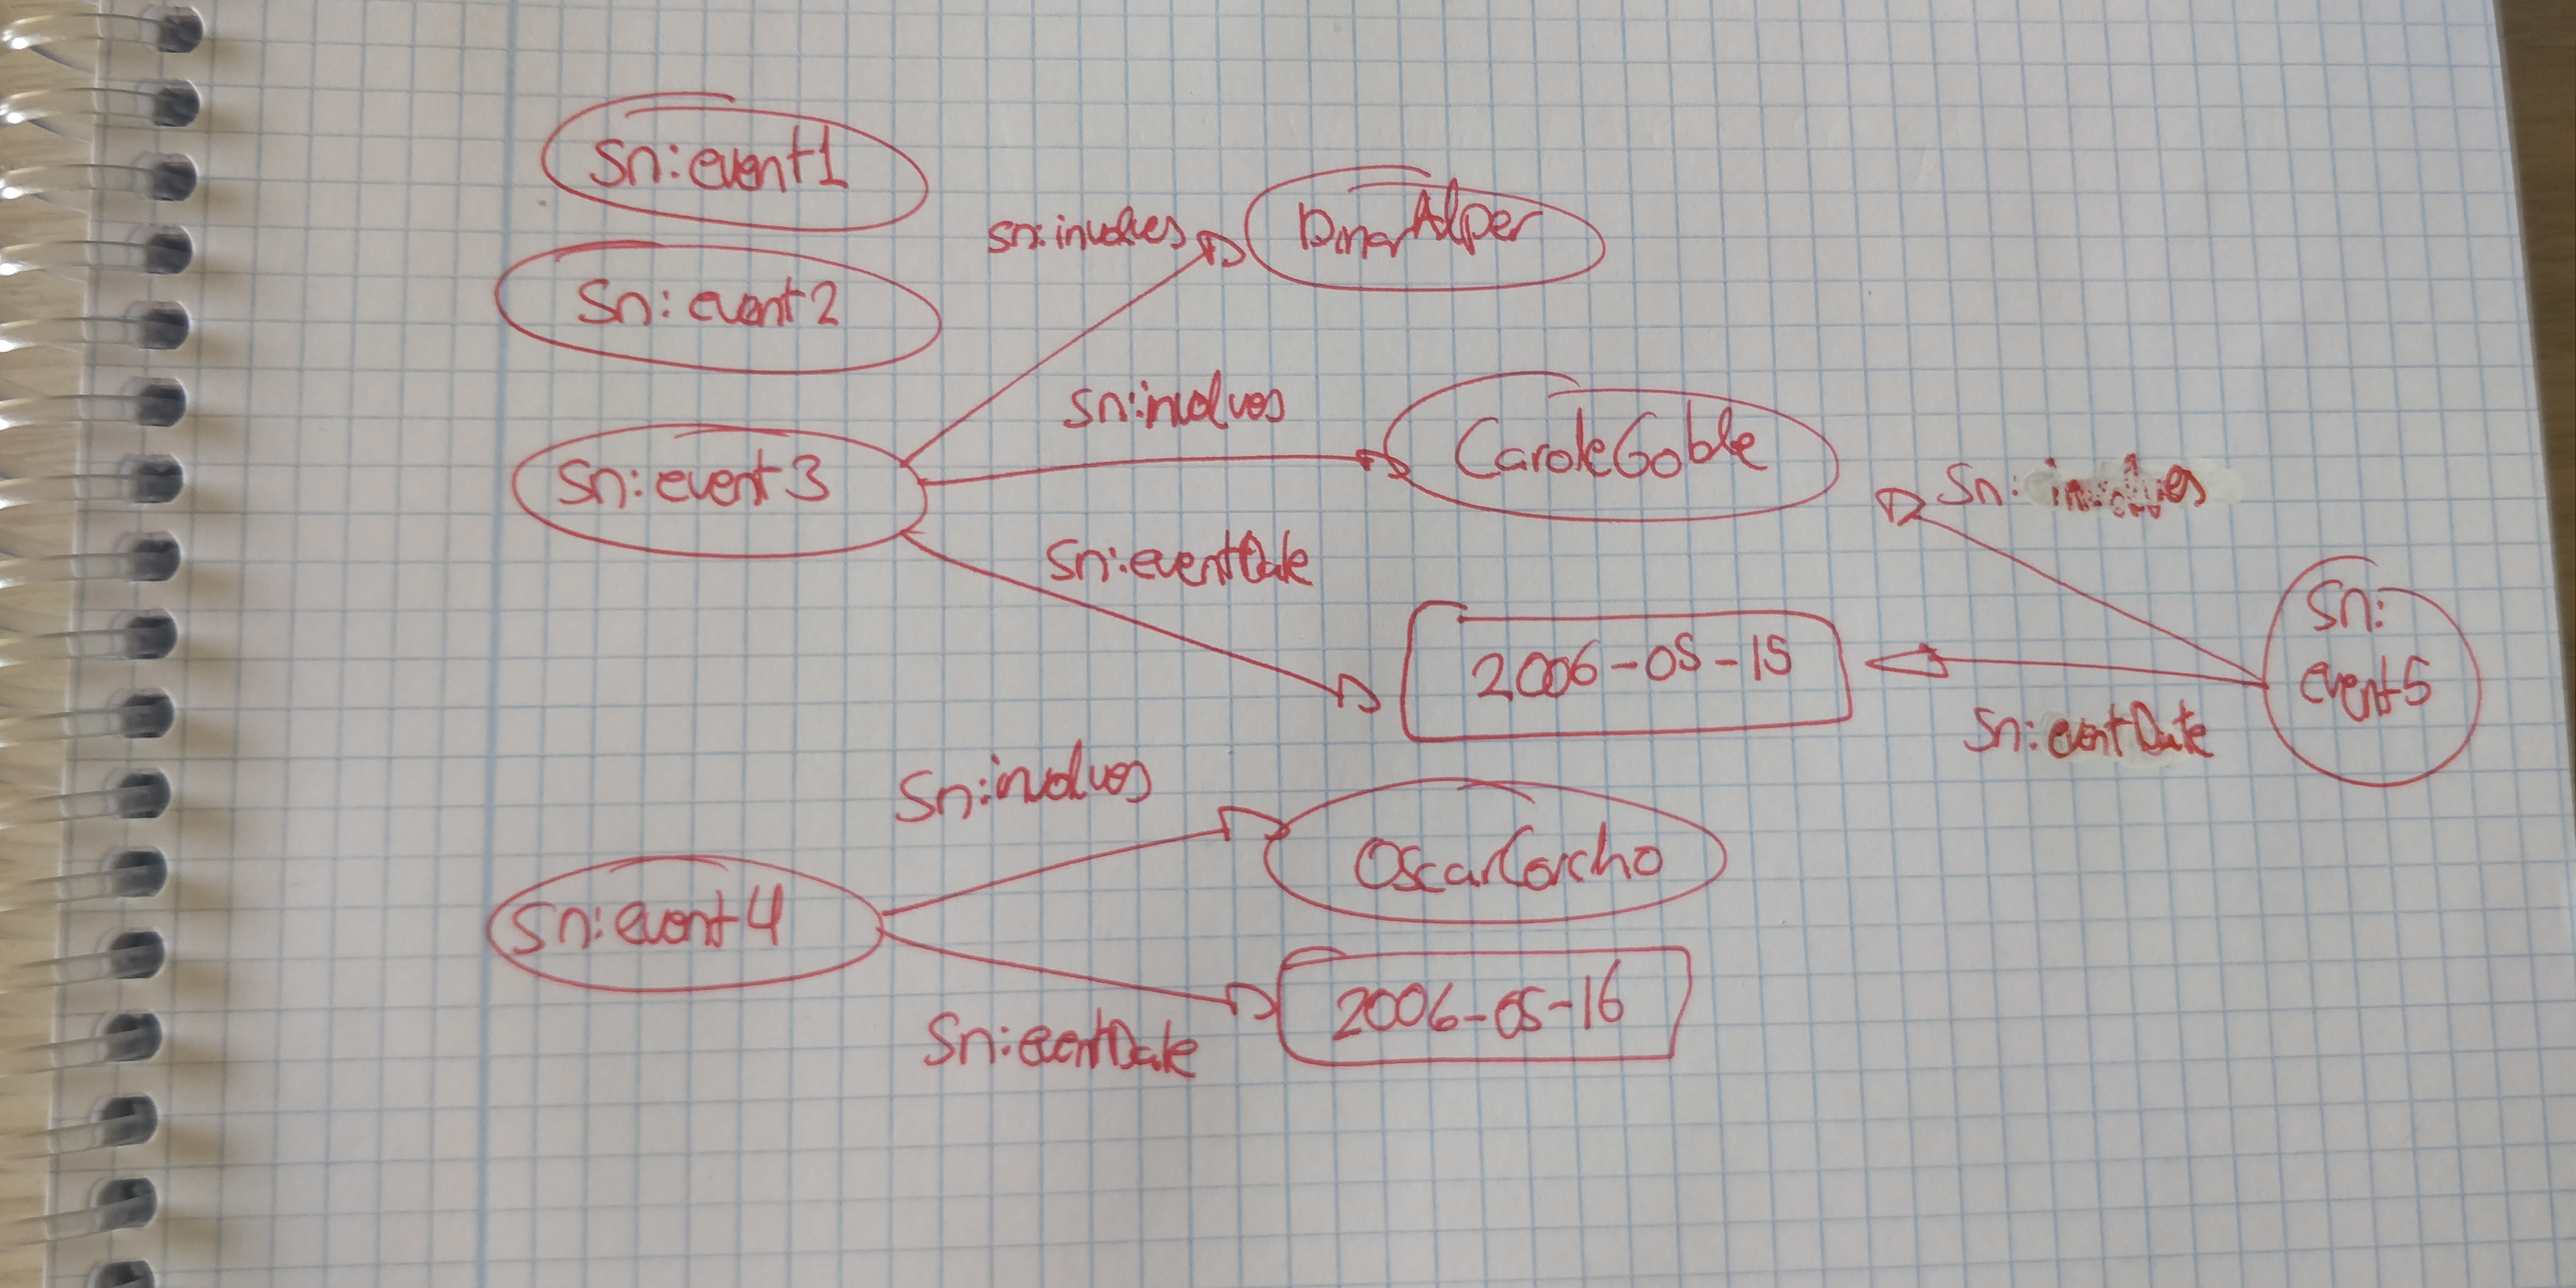 Sn:event1
Sn:event2
sn:involves
PinarAlper
Sn:involves
CaroleGoble
Sn:event3
Sn:involves
Sn:eventDate
Sn:
event5
2006-05-15
Sn:eventDate
Sn:involves
OscarCorcho
Sn:event4
2006-05-16
Sn:eventDate